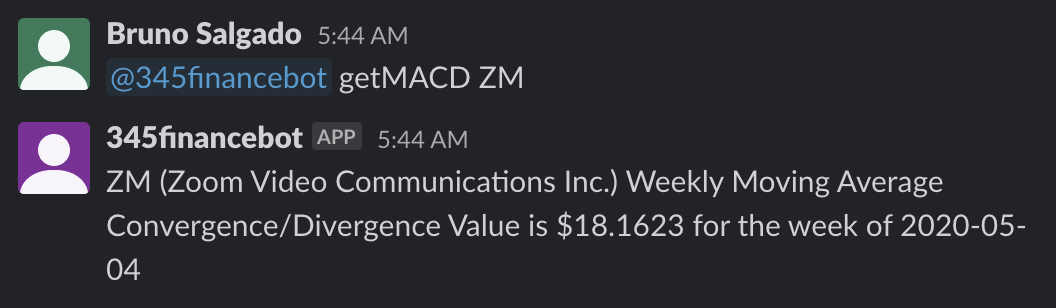 Bruno Salgado 5:44 AM
@345financebot getMACD ZM
345financebot APP 5:44 AM
ZM (Zoom Video Communications Inc.) Weekly Moving Average
Convergence/Divergence Value is $18.1623 for the week of 2020-05-
04